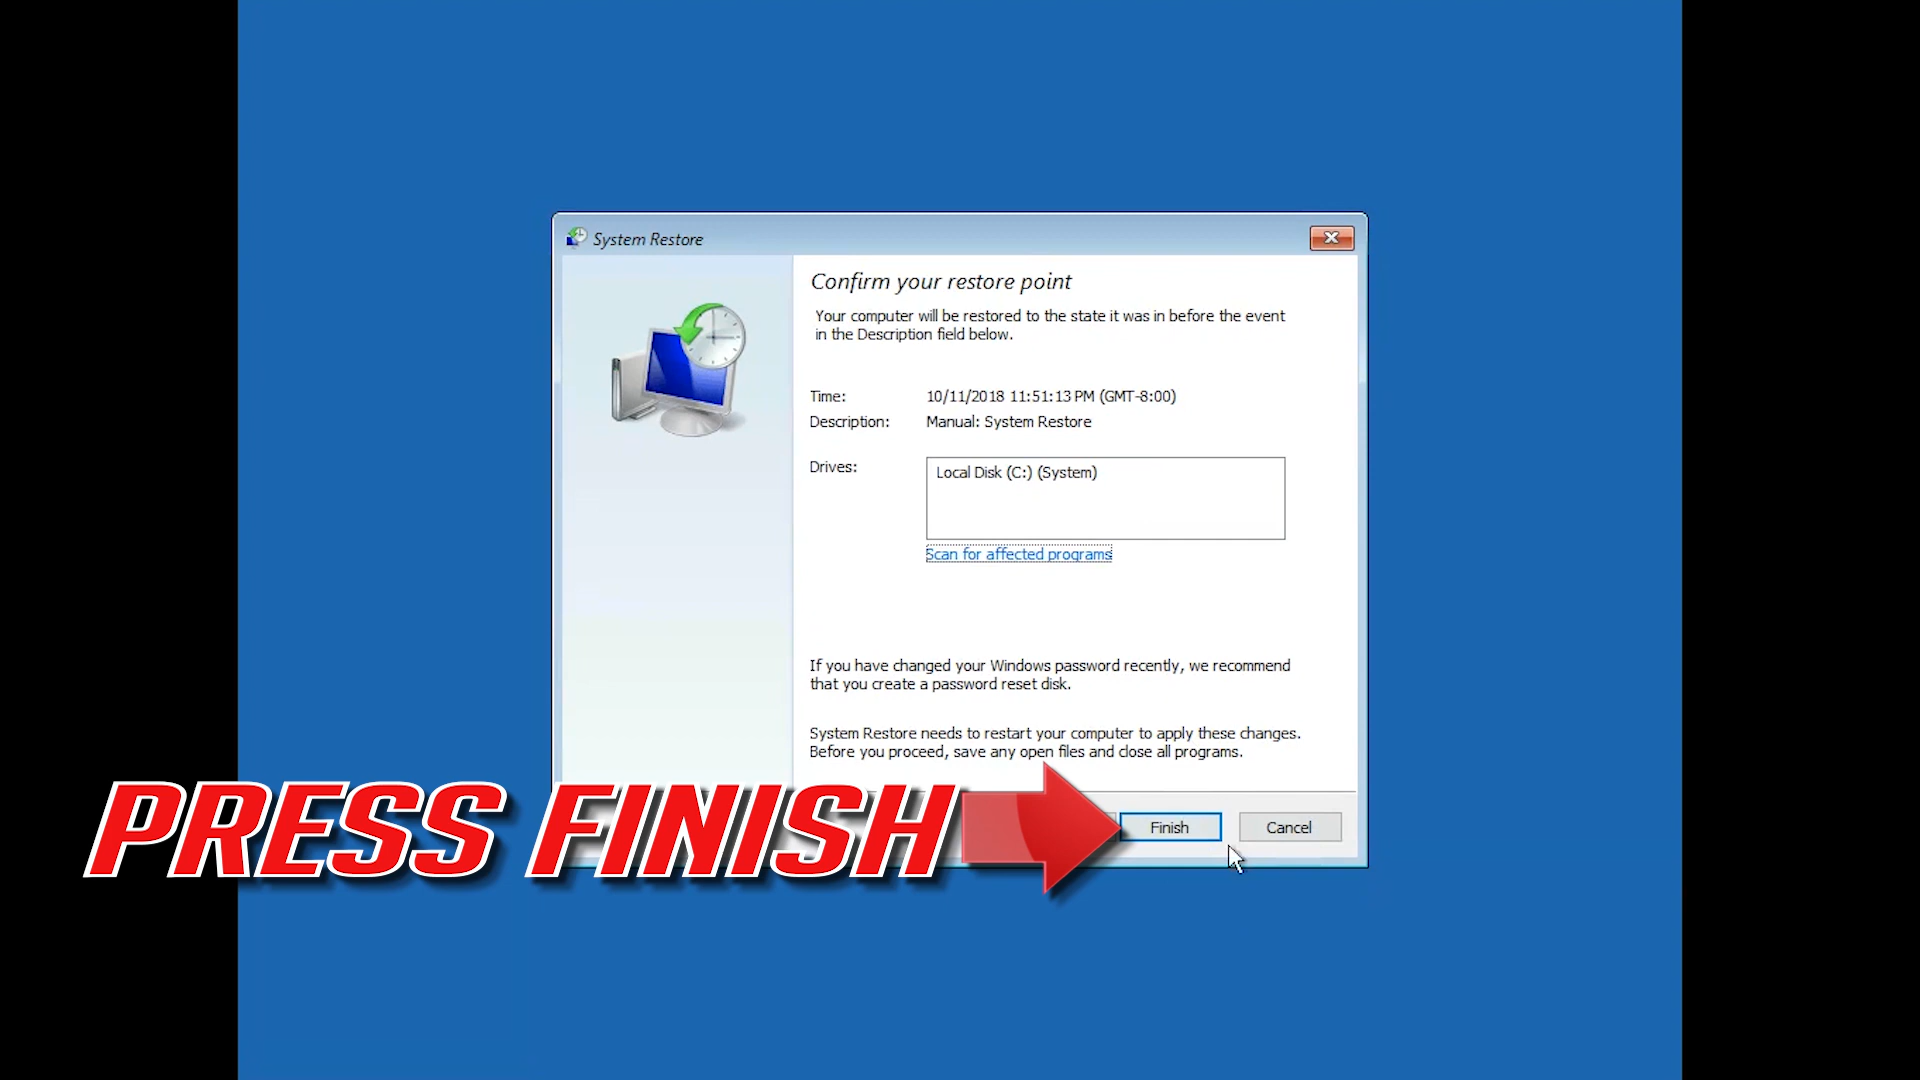 System Restore
Confirm your restore point
Your computer will be restored to the state it was in before the event
in the Description field below.
Time: 10/11/2018 11:51:13 PM (GMT-8:00)
Description: Manual: System Restore
Drives: Local Disk (C:) (System)
Scan for affected programs
If you have changed your Windows password recently, we recommend
that you create a password reset disk.
System Restore needs to restart your computer to apply these changes.
Before you proceed, save any open files and close all programs.
PRESS FINISH
Finish Cancel